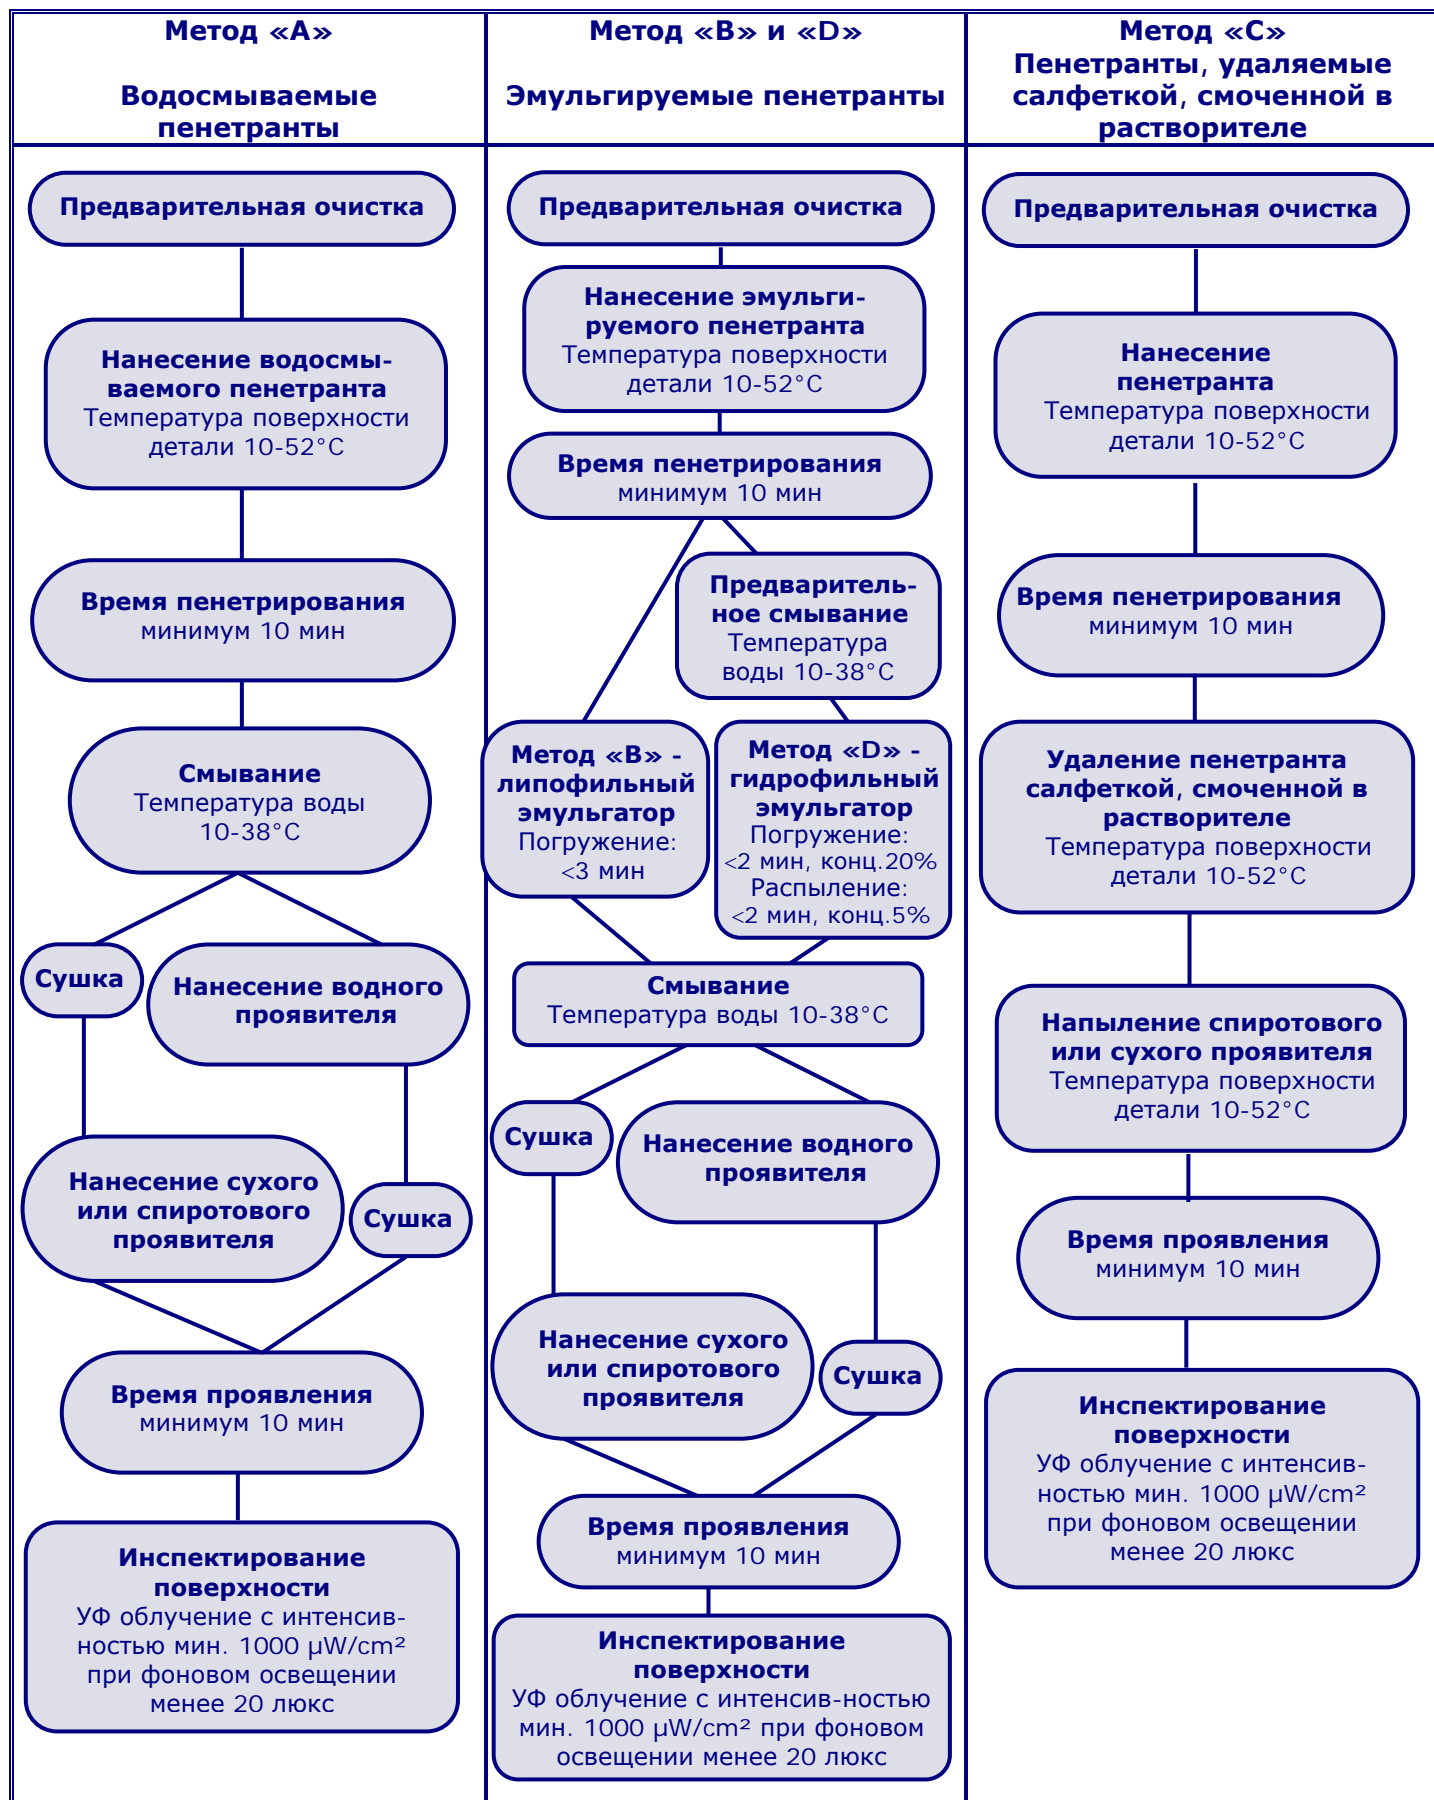 Метод «A»
Водосмываемые
пенетранты
Предварительная очистка
Нанесение водосмы-
ваемого пенетранта
Температура поверхности
детали 10-52°C
Время пенетрирования
минимум 10 мин
Смывание
Температура воды
10-38°C
Сушка
Нанесение водного
проявителя
Нанесение сухого
или спиротового
проявителя
Сушка
Время проявления
минимум 10 мин
Инспектирование
поверхности
УФ облучение с интенсив-
ностью мин. 1000 µW/cm²
при фоновом освещении
менее 20 люкс
Метод «B» и «D»
Эмульгируемые пенетранты
Предварительная очистка
Нанесение эмульги-
руемого пенетранта
Температура поверхности
детали 10-52°C
Время пенетрирования
минимум 10 мин
Предваритель-
ное смывание
Температура
воды 10-38°C
Метод «B» -
липофильный
эмульгатор
Погружение:
<3 мин
Метод «D» -
гидрофильный
эмульгатор
Погружение:
<2 мин, конц.20%
Распыление:
<2 мин, конц.5%
Смывание
Температура воды 10-38°C
Сушка
Нанесение водного
проявителя
Нанесение сухого
или спиротового
проявителя
Сушка
Время проявления
минимум 10 мин
Инспектирование
поверхности
УФ облучение с интенсив-ностью
мин. 1000 µW/cm² при фоновом
освещении менее 20 люкс
Метод «C»
Пенетранты, удаляемые
салфеткой, смоченной в
растворителе
Предварительная очистка
Нанесение
пенетранта
Температура поверхности
детали 10-52°C
Время пенетрирования
минимум 10 мин
Удаление пенетранта
салфеткой, смоченной в
растворителе
Температура поверхности
детали 10-52°C
Напыление спиротового
или сухого проявителя
Температура поверхности
детали 10-52°C
Время проявления
минимум 10 мин
Инспектирование
поверхности
УФ облучение с интенсив-
ностью мин. 1000 µW/cm²
при фоновом освещении
менее 20 люкс